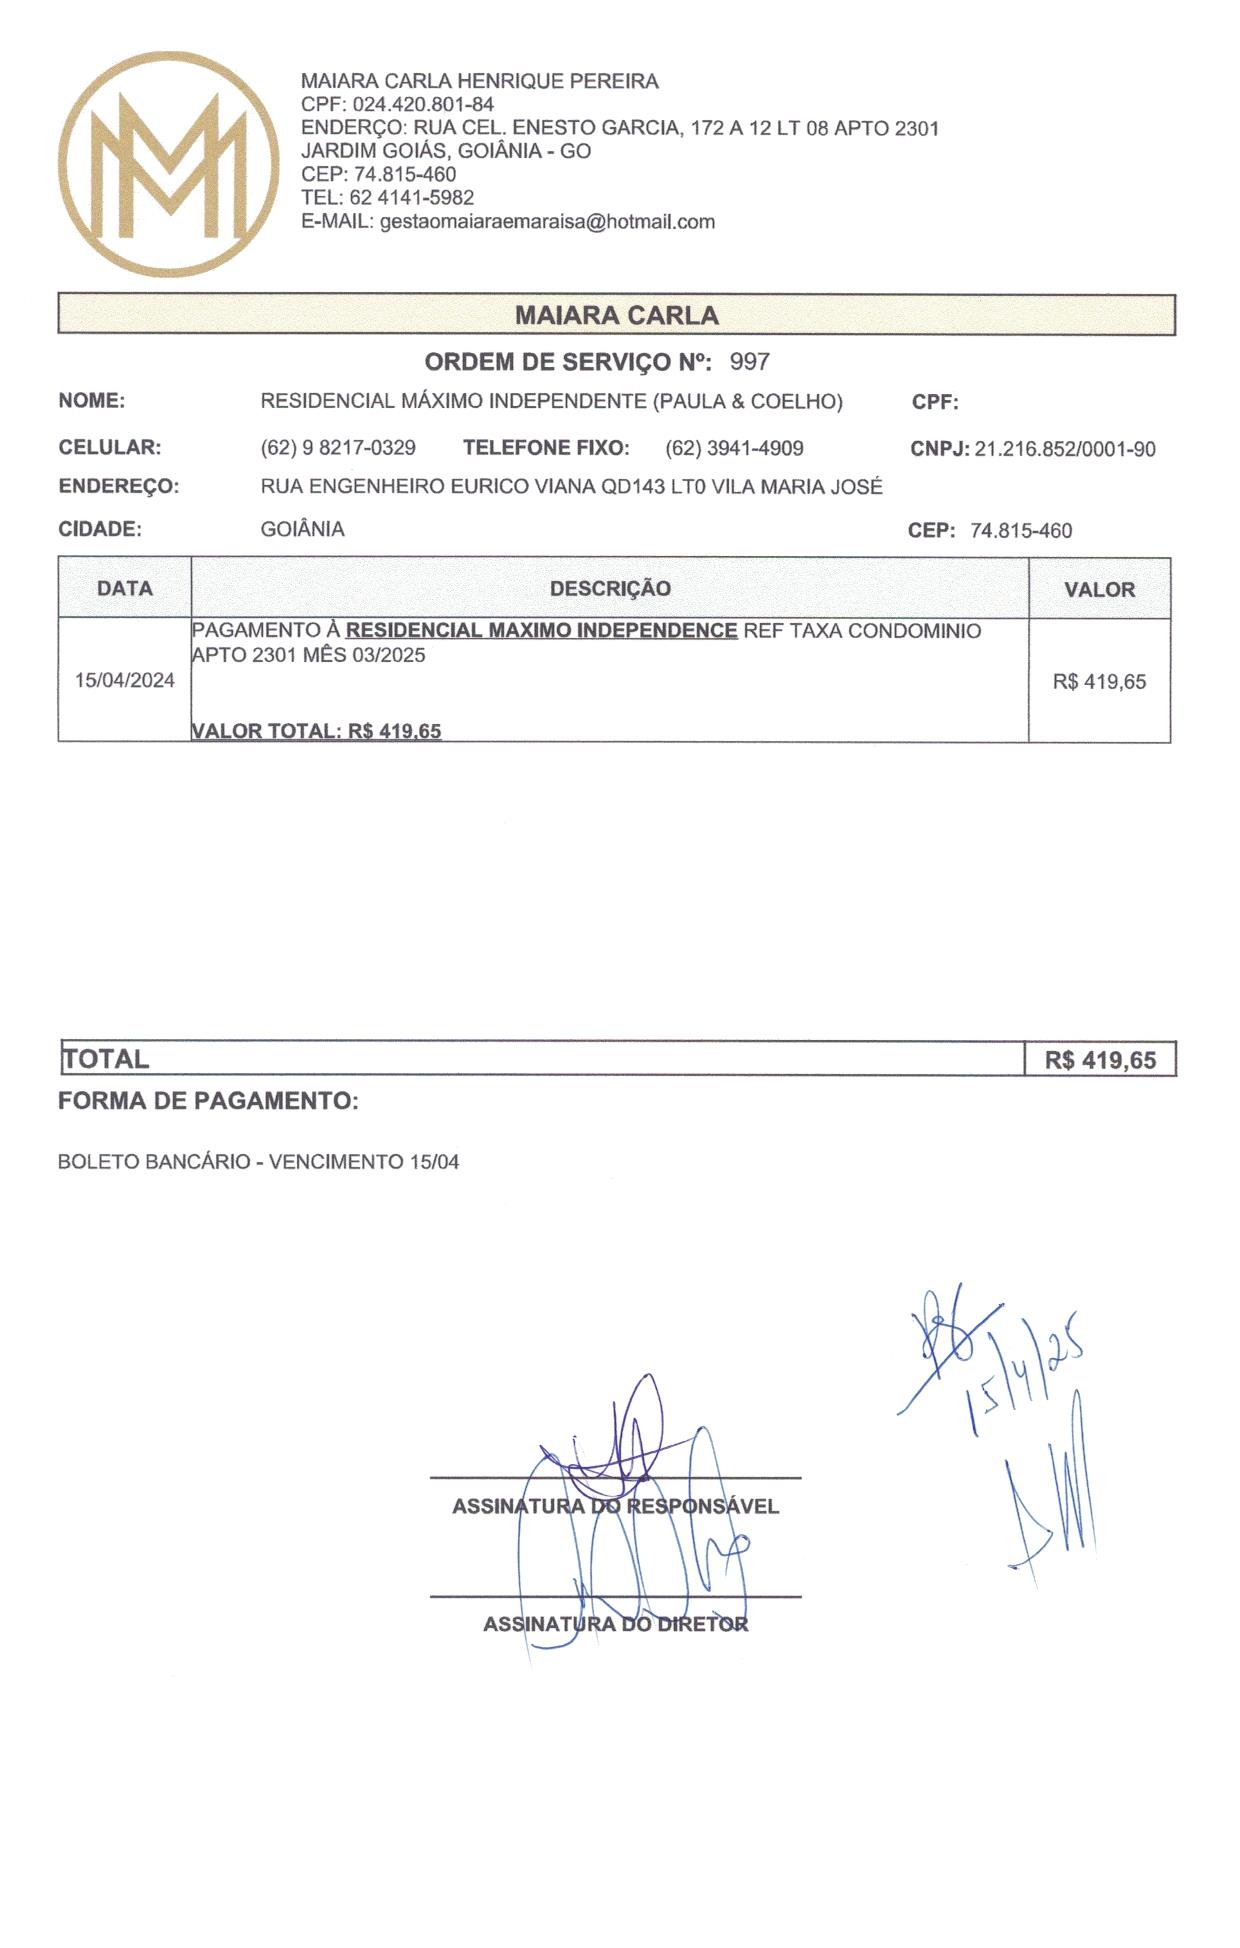 MAIARA CARLA HENRIQUE PEREIRA
CPF: 024.420.801-84
ENDERÇO: RUA CEL. ENESTO GARCIA, 172 A 12 LT 08 APTO 2301
JARDIM GOIÁS, GOIÂNIA - GO
CEP: 74.815-460
TEL: 62 4141-5982
E-MAIL: gestaomaiaraemaraisa@hotmail.com
MAIARA CARLA
ORDEM DE SERVIÇO Nº: 997
NOME: RESIDENCIAL MÁXIMO INDEPENDENTE (PAULA & COELHO) CPF:
CELULAR: (62) 9 8217-0329 TELEFONE FIXO: (62) 3941-4909 CNPJ: 21.216.852/0001-90
ENDEREÇO: RUA ENGENHEIRO EURICO VIANA QD143 LT0 VILA MARIA JOSÉ
CIDADE: GOIÂNIA CEP: 74.815-460
DATA DESCRIÇÃO VALOR
PAGAMENTO À RESIDENCIAL MAXIMO INDEPENDENCE REF TAXA CONDOMINIO
APTO 2301 MÊS 03/2025
15/04/2024 R$ 419,65
VALOR TOTAL: R$ 419,65
TOTAL R$ 419,65
FORMA DE PAGAMENTO:
BOLETO BANCÁRIO - VENCIMENTO 15/04
15/4/25
ASSINATURA DO RESPONSÁVEL
ASSINATURA DO DIRETOR